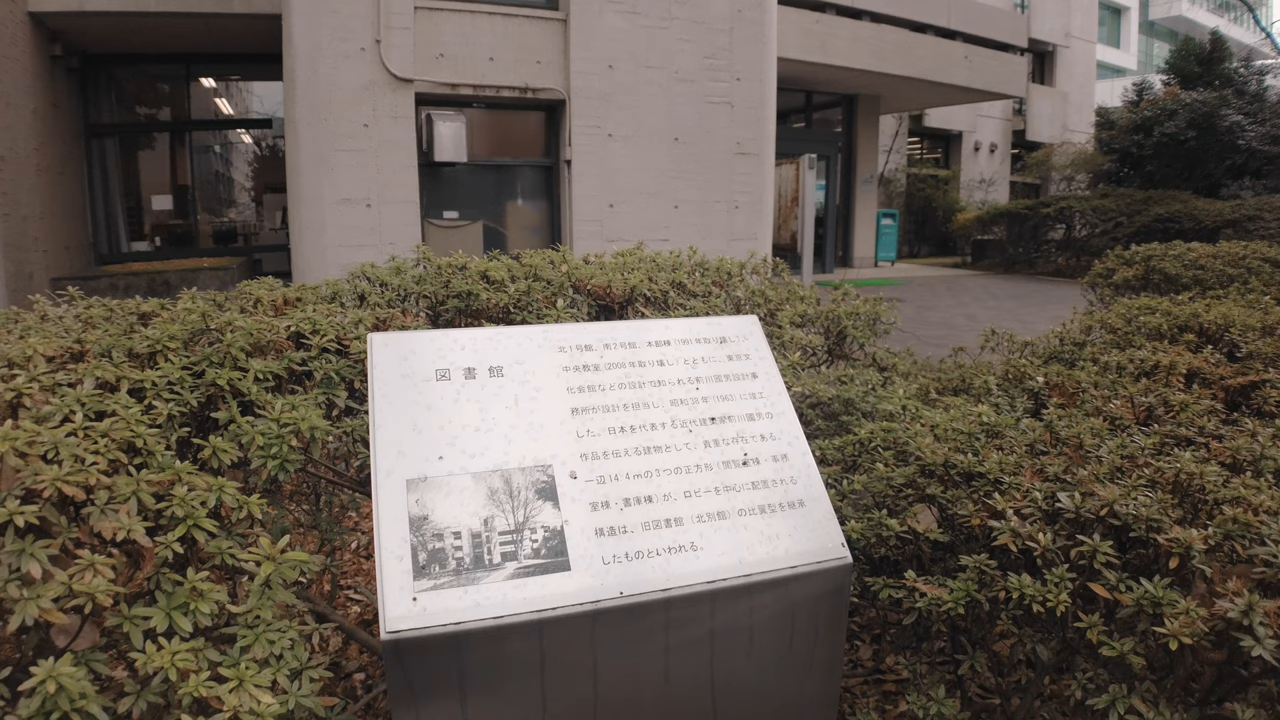 図書館
北1号館、南2号館、本部棟（1991年取り壊し）、
中央教室（2008年取り壊し）とともに、東京文
化会館などの設計で知られる前川國男設計事
務所が設計を担当し、昭和38年（1963）に竣工
した。日本を代表する近代建築家前川國男の
作品を伝える建物として、貴重な存在である。
一辺14.4mの3つの正方形（閲覧室棟・事務
室棟・書庫棟）が、ロビーを中心に配置される
構造は、旧図書館（北別館）の比翼型を継承
したものといわれる。